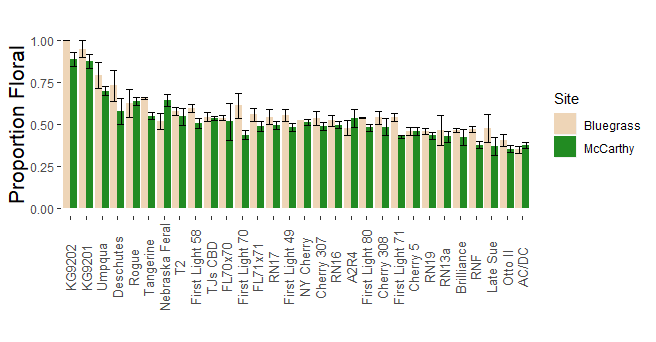 Proportion Floral
1.00
0.75
0.50
0.25
0.00
KG9202
KG9201
Umpqua
Deschutes
Rogue
Tangerine
Nebraska Feral
T2
First Light 58
TJs CBD
FL70x70
First Light 70
FL71x71
RN17
First Light 49
NY Cherry
Cherry 307
RN16
A2R4
First Light 80
Cherry 308
First Light 71
Cherry 5
RN19
RN13a
Brilliance
RNF
Late Sue
Otto II
AC/DC
Site
Bluegrass
McCarthy